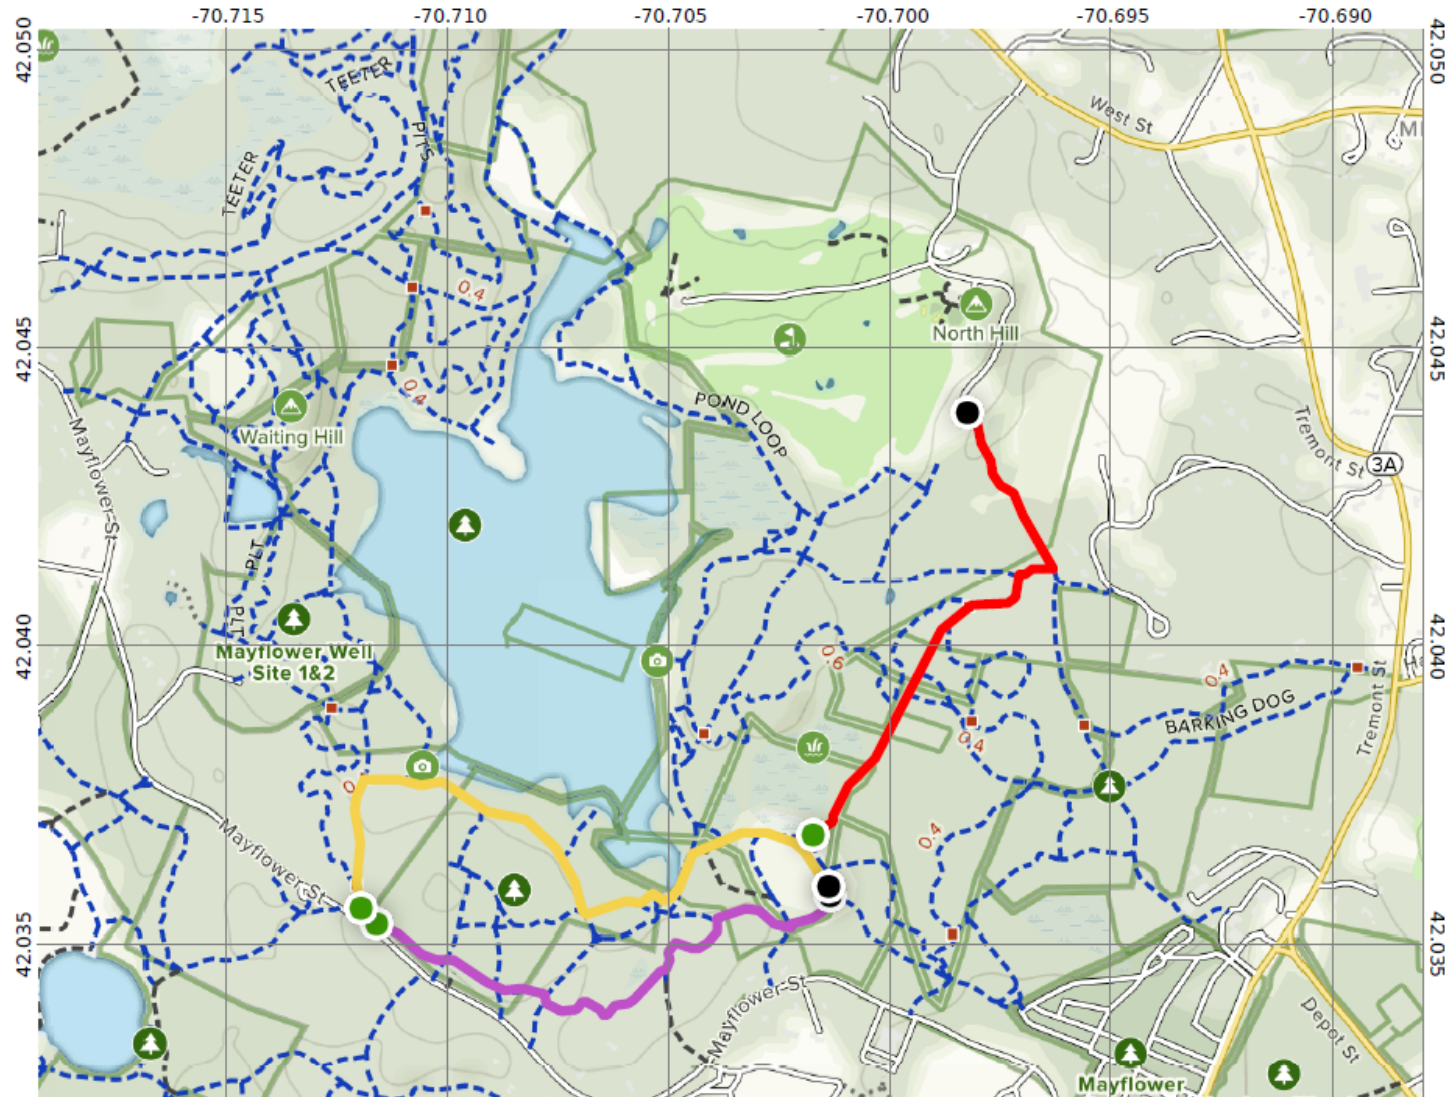 -70.715 -70.710 -70.705 -70.700 -70.695 -70.690
42.050
42.050
TEETER
PITS
West St
TEETER
0.4
North Hill
42.045
42.045
0.4
POND LOOP
Waiting Hill
Mayflower St
Tremont St
3A
PLT
PLT
42.040
42.040
Mayflower Well
Site 1&2
0.6
0.4
BARKING DOG
Tremont St
0.4
0.4
Mayflower St
42.035
42.035
Mayflower St
Depot St
Mayflower